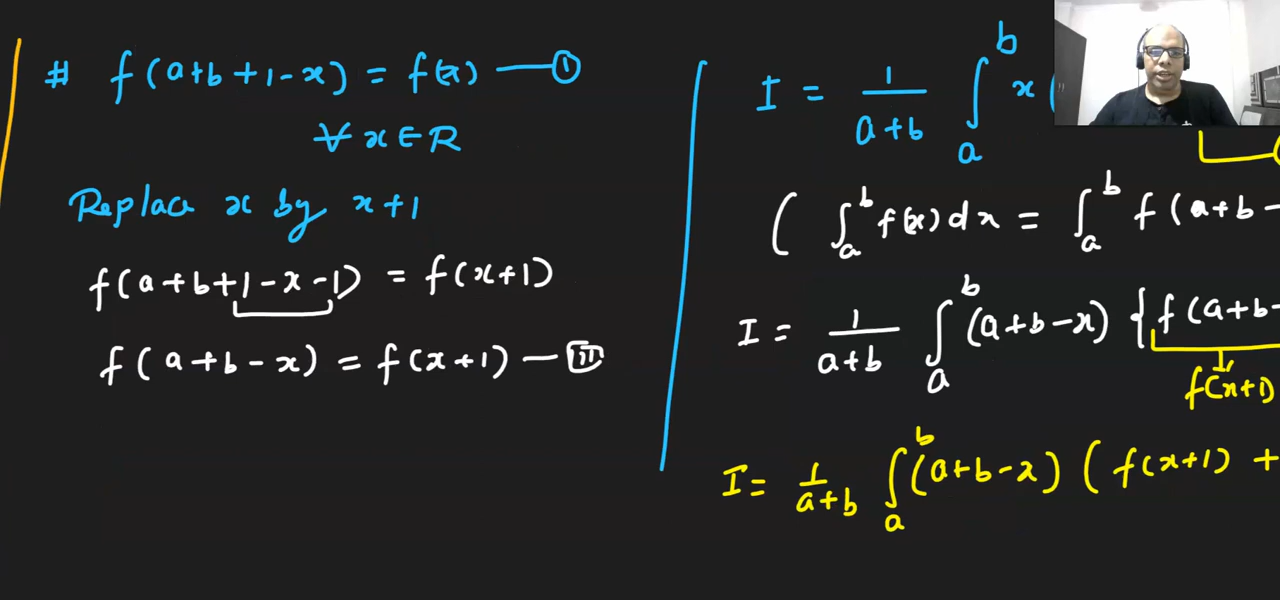 # f(a+b+1-x) = f(x) — ①
∀ x ∈ R
Replace x by x+1
f(a+b+1-x-1) = f(x+1)
f(a+b-x) = f(x+1) — Ⅲ
I = 1/(a+b) ∫_a^b x (
( ∫_a^b f(x)dx = ∫_a^b f(a+b-
I = 1/(a+b) ∫_a^b (a+b-x) { f(a+b-
f(x+1)
I = 1/(a+b) ∫_a^b (a+b-x) ( f(x+1) +